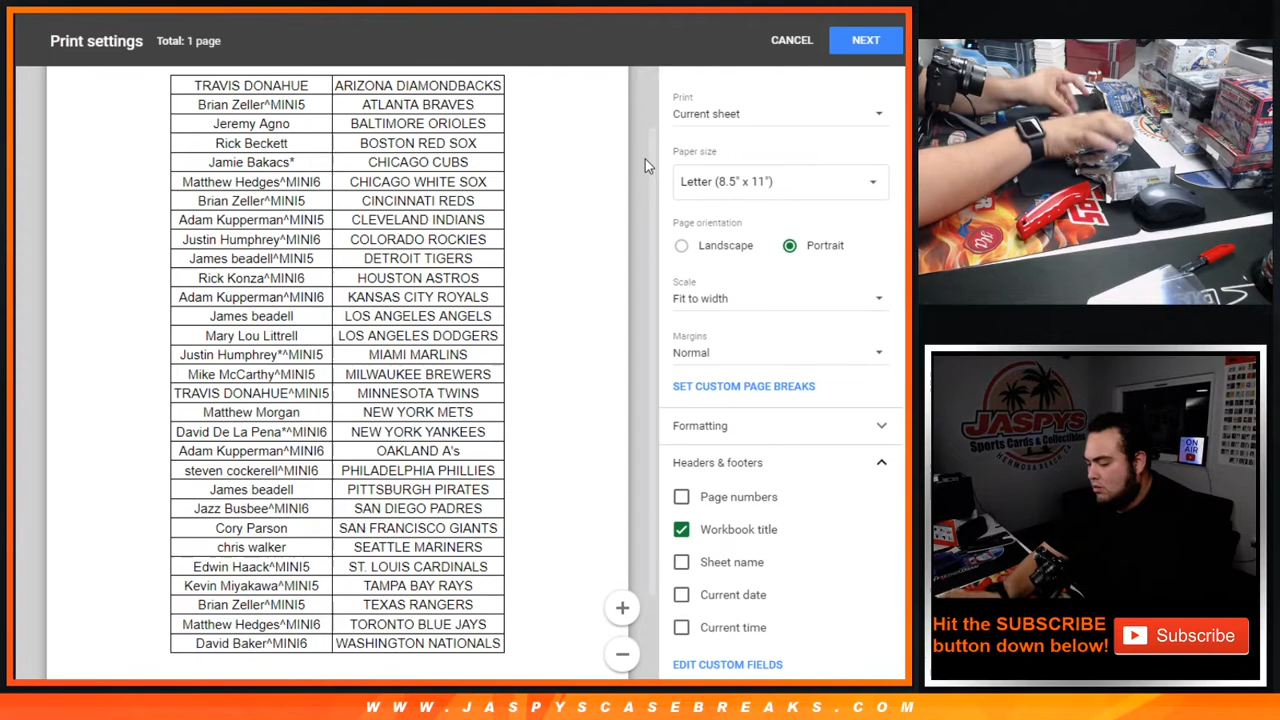 Print settings Total: 1 page CANCEL NEXT
TRAVIS DONAHUE ARIZONA DIAMONDBACKS
Brian Zeller^MINI5 ATLANTA BRAVES
Jeremy Agno BALTIMORE ORIOLES
Rick Beckett BOSTON RED SOX
Jamie Bakacs* CHICAGO CUBS
Matthew Hedges^MINI6 CHICAGO WHITE SOX
Brian Zeller^MINI5 CINCINNATI REDS
Adam Kupperman^MINI5 CLEVELAND INDIANS
Justin Humphrey^MINI6 COLORADO ROCKIES
James beadell^MINI5 DETROIT TIGERS
Rick Konza^MINI6 HOUSTON ASTROS
Adam Kupperman^MINI6 KANSAS CITY ROYALS
James beadell LOS ANGELES ANGELS
Mary Lou Littrell LOS ANGELES DODGERS
Justin Humphrey*^MINI5 MIAMI MARLINS
Mike McCarthy^MINI5 MILWAUKEE BREWERS
TRAVIS DONAHUE^MINI5 MINNESOTA TWINS
Matthew Morgan NEW YORK METS
David De La Pena*^MINI6 NEW YORK YANKEES
Adam Kupperman^MINI6 OAKLAND A's
steven cockerell^MINI6 PHILADELPHIA PHILLIES
James beadell PITTSBURGH PIRATES
Jazz Busbee^MINI6 SAN DIEGO PADRES
Cory Parson SAN FRANCISCO GIANTS
chris walker SEATTLE MARINERS
Edwin Haack^MINI5 ST. LOUIS CARDINALS
Kevin Miyakawa^MINI5 TAMPA BAY RAYS
Brian Zeller^MINI5 TEXAS RANGERS
Matthew Hedges^MINI6 TORONTO BLUE JAYS
David Baker^MINI6 WASHINGTON NATIONALS
Print
Current sheet
Paper size
Letter (8.5" x 11")
Page orientation
Landscape Portrait
Scale
Fit to width
Margins
Normal
SET CUSTOM PAGE BREAKS
Formatting
Headers & footers
Page numbers
Workbook title
Sheet name
Current date
Current time
EDIT CUSTOM FIELDS
JASPYS
Sports Cards & Collectibles
HERMOSA BEACH, CA
ON AIR
Hit the SUBSCRIBE
button down below!
Subscribe
WWW.JASPYSCASEBREAKS.COM